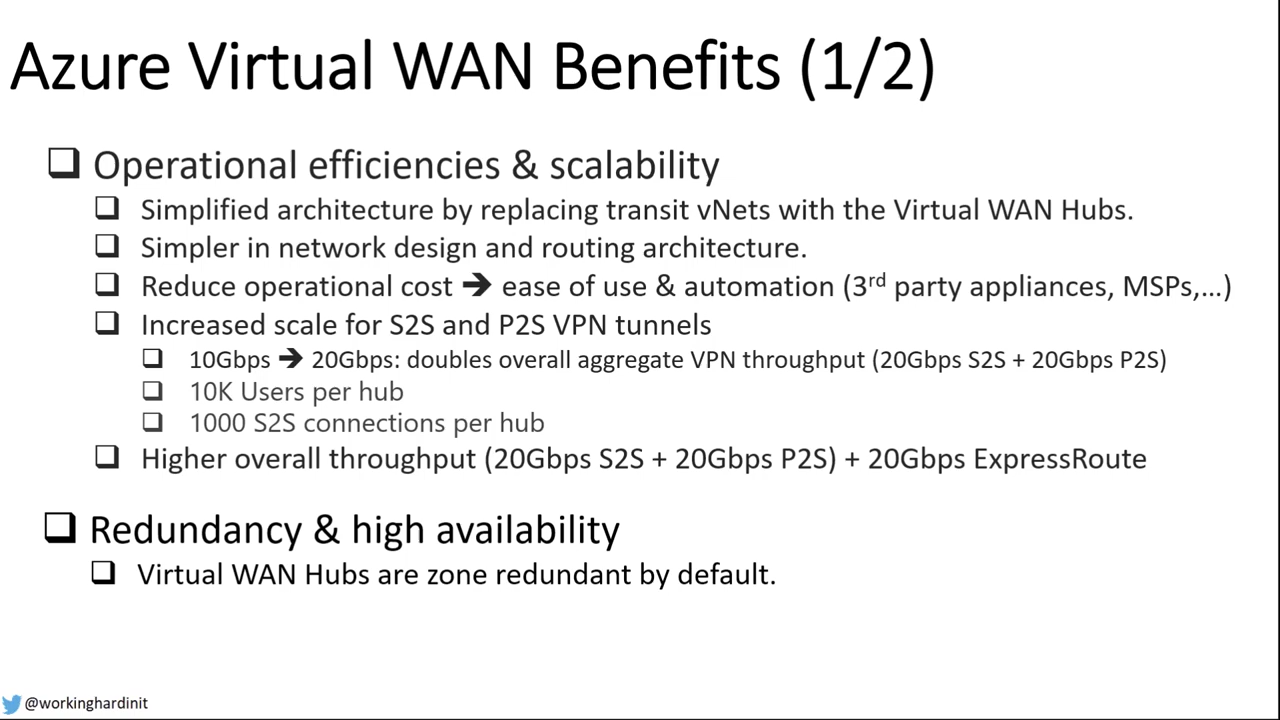 Azure Virtual WAN Benefits (1/2)
❑ Operational efficiencies & scalability
❑ Simplified architecture by replacing transit vNets with the Virtual WAN Hubs.
❑ Simpler in network design and routing architecture.
❑ Reduce operational cost ➔ ease of use & automation (3rd party appliances, MSPs,...)
❑ Increased scale for S2S and P2S VPN tunnels
❑ 10Gbps ➔ 20Gbps: doubles overall aggregate VPN throughput (20Gbps S2S + 20Gbps P2S)
❑ 10K Users per hub
❑ 1000 S2S connections per hub
❑ Higher overall throughput (20Gbps S2S + 20Gbps P2S) + 20Gbps ExpressRoute
❑ Redundancy & high availability
❑ Virtual WAN Hubs are zone redundant by default.
@workinghardinit